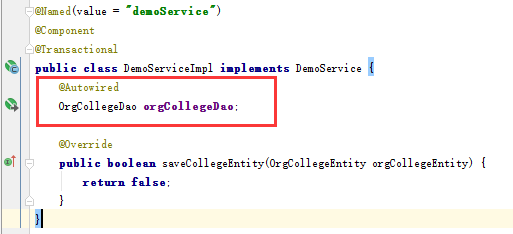 @Named(value = "demoService")
@Component
@Transactional
public class DemoServiceImpl implements DemoService {
@Autowired
OrgCollegeDao orgCollegeDao;
@Override
public boolean saveCollegeEntity(OrgCollegeEntity orgCollegeEntity) {
return false;
}
}